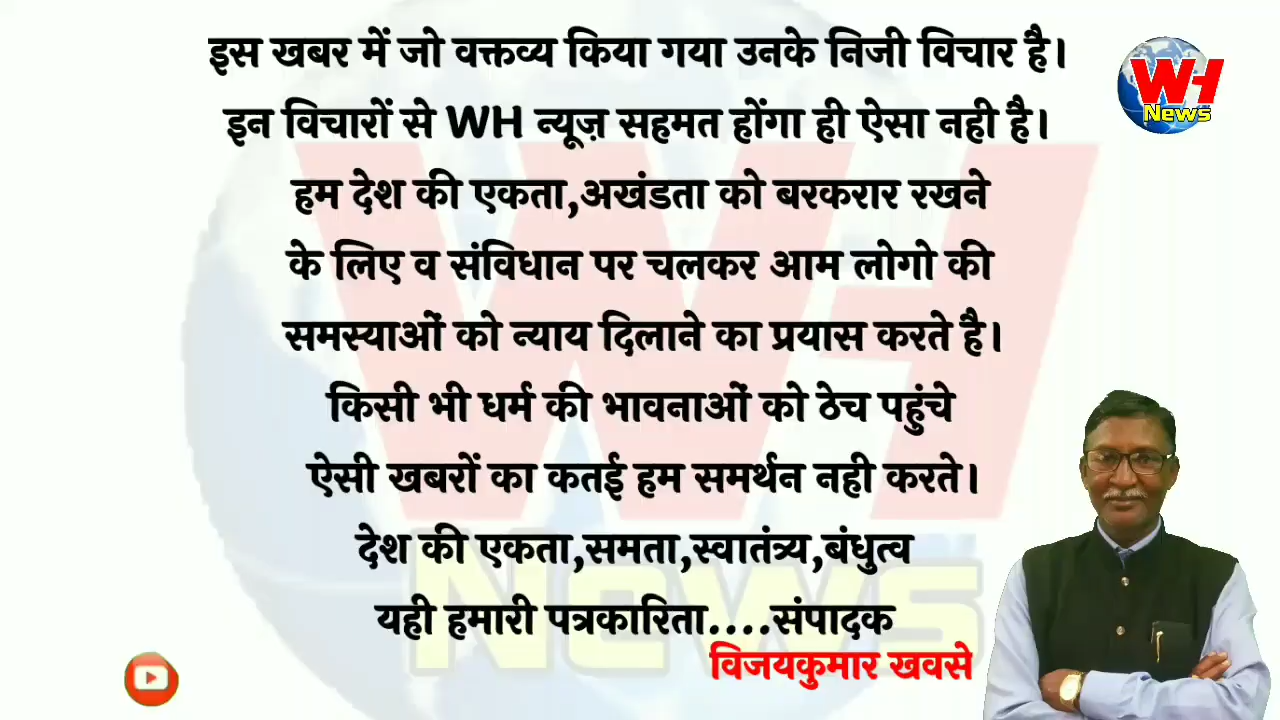 इस खबर में जो वक्तव्य किया गया उनके निजी विचार है।
इन विचारों से WH न्यूज़ सहमत होंगा ही ऐसा नही है।
हम देश की एकता,अखंडता को बरकरार रखने
के लिए व संविधान पर चलकर आम लोगो की
समस्याओं को न्याय दिलाने का प्रयास करते है।
किसी भी धर्म की भावनाओं को ठेच पहुंचे
ऐसी खबरों का कतई हम समर्थन नही करते।
देश की एकता,समता,स्वातंत्र्य,बंधुत्व
यही हमारी पत्रकारिता....संपादक
विजयकुमार खवसे
WH
News
WH
News